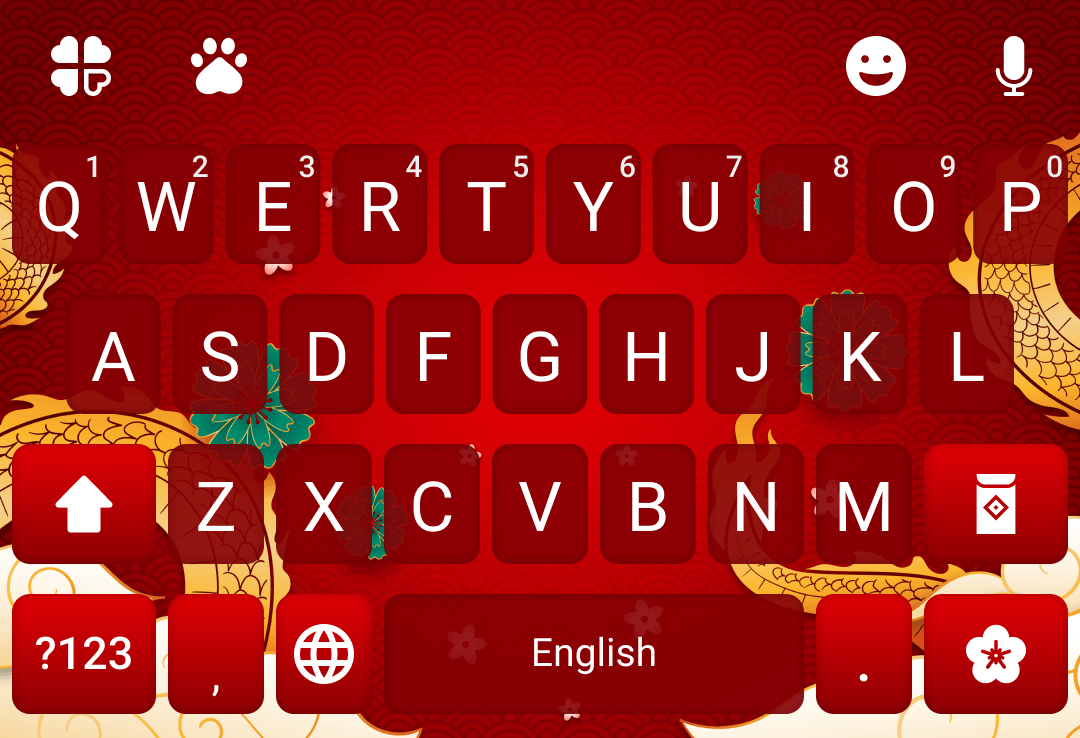 1 2 3 4 5 6 7 8 9 0
Q W E R T Y U I O P
A S D F G H J K L
Z X C V B N M
?123 , English .